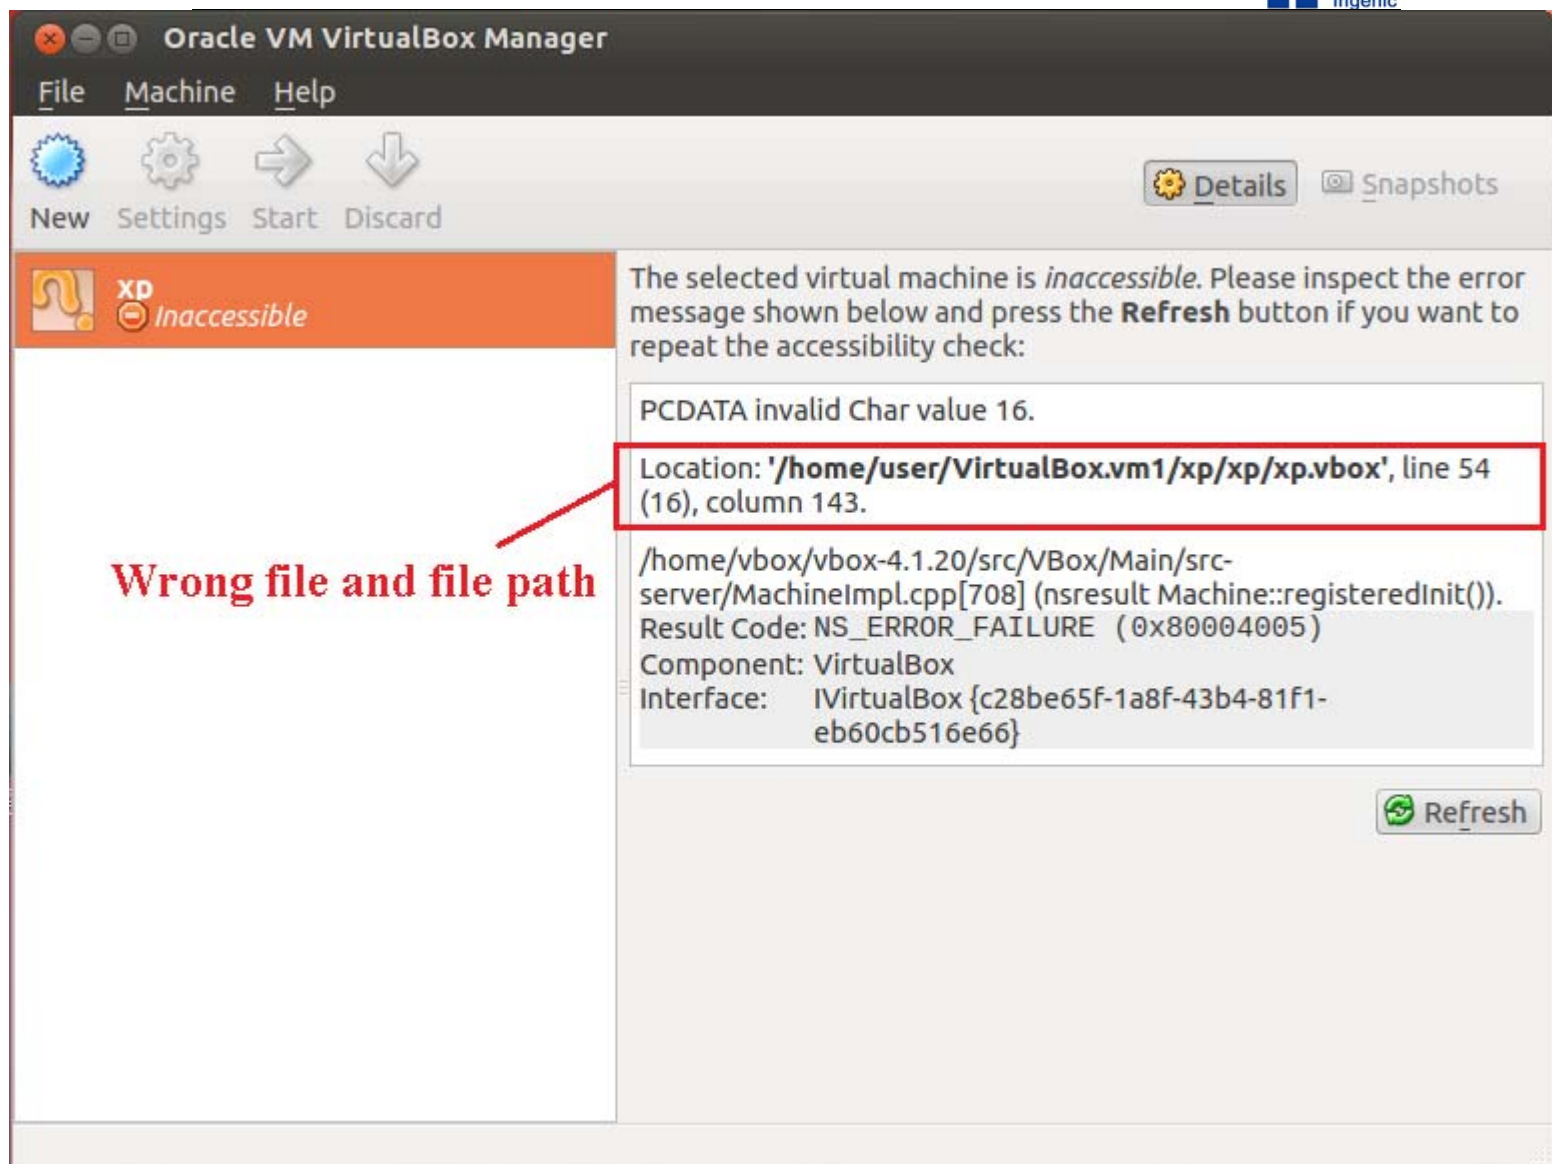 Ingenic
Oracle VM VirtualBox Manager
File Machine Help
New Settings Start Discard
Details Snapshots
xp
Inaccessible
The selected virtual machine is inaccessible. Please inspect the error
message shown below and press the Refresh button if you want to
repeat the accessibility check:
PCDATA invalid Char value 16.
Location: '/home/user/VirtualBox.vm1/xp/xp/xp.vbox', line 54
(16), column 143.
Wrong file and file path
/home/vbox/vbox-4.1.20/src/VBox/Main/src-
server/MachineImpl.cpp[708] (nsresult Machine::registeredInit()).
Result Code: NS_ERROR_FAILURE (0x80004005)
Component: VirtualBox
Interface: IVirtualBox {c28be65f-1a8f-43b4-81f1-
eb60cb516e66}
Refresh